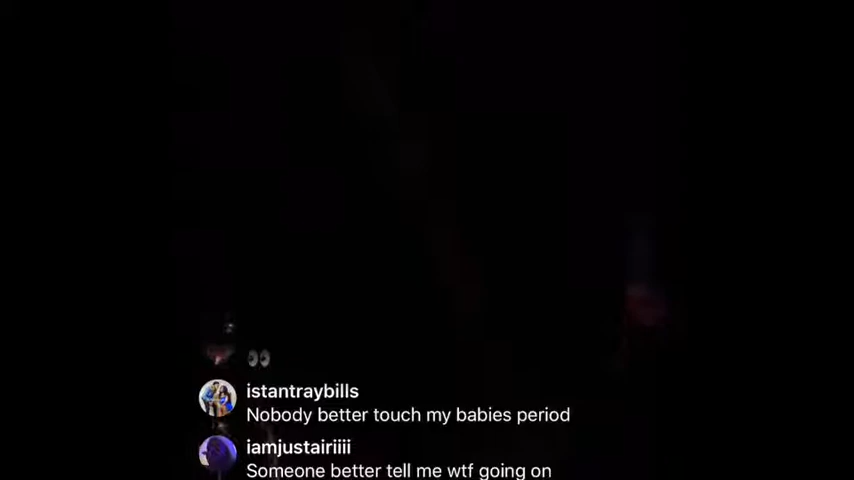 👀
istantraybills
Nobody better touch my babies period
iamjustairiiii
Someone better tell me wtf going on